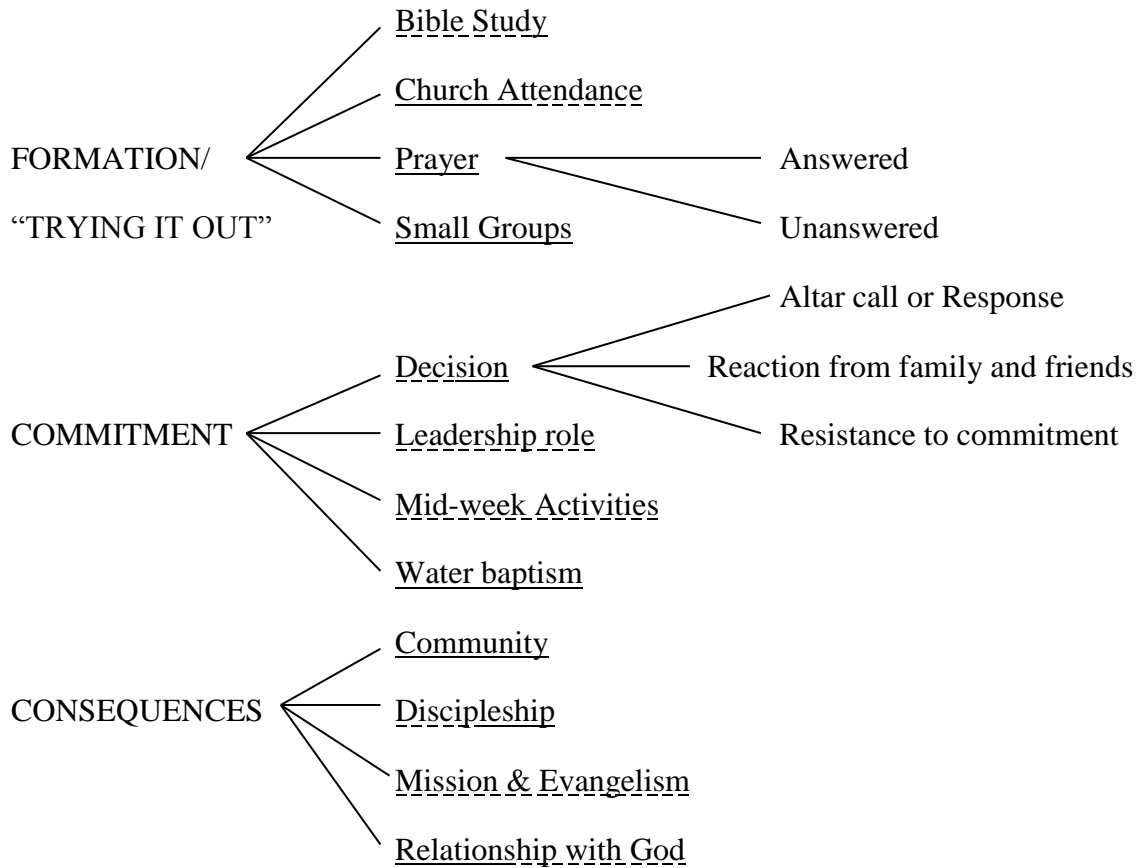 Bible Study
Church Attendance
FORMATION/ Prayer Answered
“TRYING IT OUT” Small Groups Unanswered
Altar call or Response
Decision Reaction from family and friends
COMMITMENT Leadership role Resistance to commitment
Mid-week Activities
Water baptism
Community
CONSEQUENCES Discipleship
Mission & Evangelism
Relationship with God